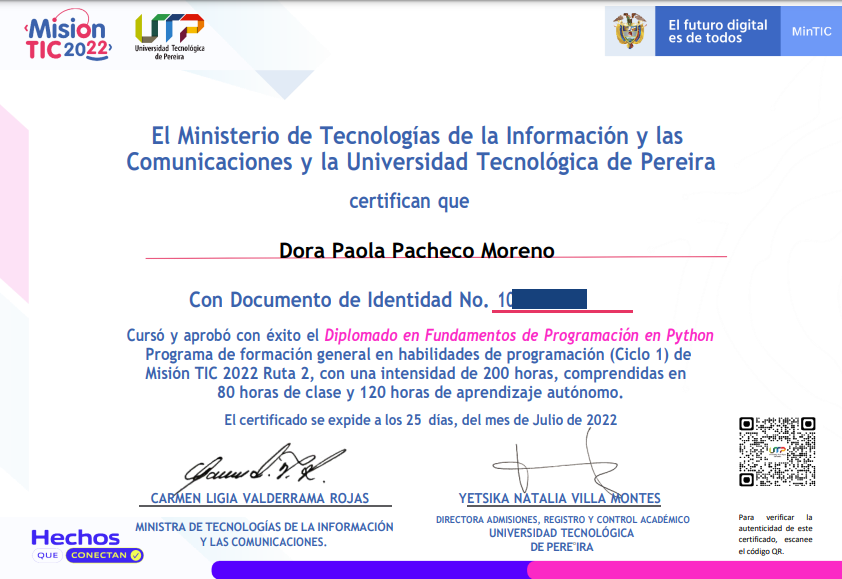 Misión
TIC 2022
UTP
Universidad Tecnológica
de Pereira
El futuro digital
es de todos
MinTIC
El Ministerio de Tecnologías de la Información y las
Comunicaciones y la Universidad Tecnológica de Pereira
certifican que
Dora Paola Pacheco Moreno
Con Documento de Identidad No. 10
Cursó y aprobó con éxito el Diplomado en Fundamentos de Programación en Python
Programa de formación general en habilidades de programación (Ciclo 1) de
Misión TIC 2022 Ruta 2, con una intensidad de 200 horas, comprendidas en
80 horas de clase y 120 horas de aprendizaje autónomo.
El certificado se expide a los 25 días, del mes de Julio de 2022
CARMEN LIGIA VALDERRAMA ROJAS
MINISTRA DE TECNOLOGÍAS DE LA INFORMACIÓN
Y LAS COMUNICACIONES.
YETSIKA NATALIA VILLA MONTES
DIRECTORA ADMISIONES, REGISTRO Y CONTROL ACADÉMICO
UNIVERSIDAD TECNOLÓGICA
DE PEREIRA
UTP
Para verificar la
autenticidad de este
certificado, escanee
el código QR.
Hechos
QUE CONECTAN